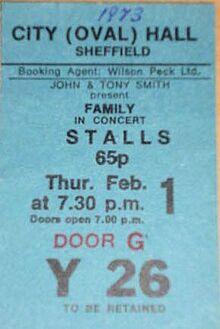 1973
CITY (OVAL) HALL
SHEFFIELD
Booking Agent: Wilson Peck Ltd.
JOHN & TONY SMITH
present
FAMILY
IN CONCERT
STALLS
65p
Thur. Feb. 1
at 7.30 p.m.
Doors open 7.00 p.m.
DOOR G
Y 26
TO BE RETAINED